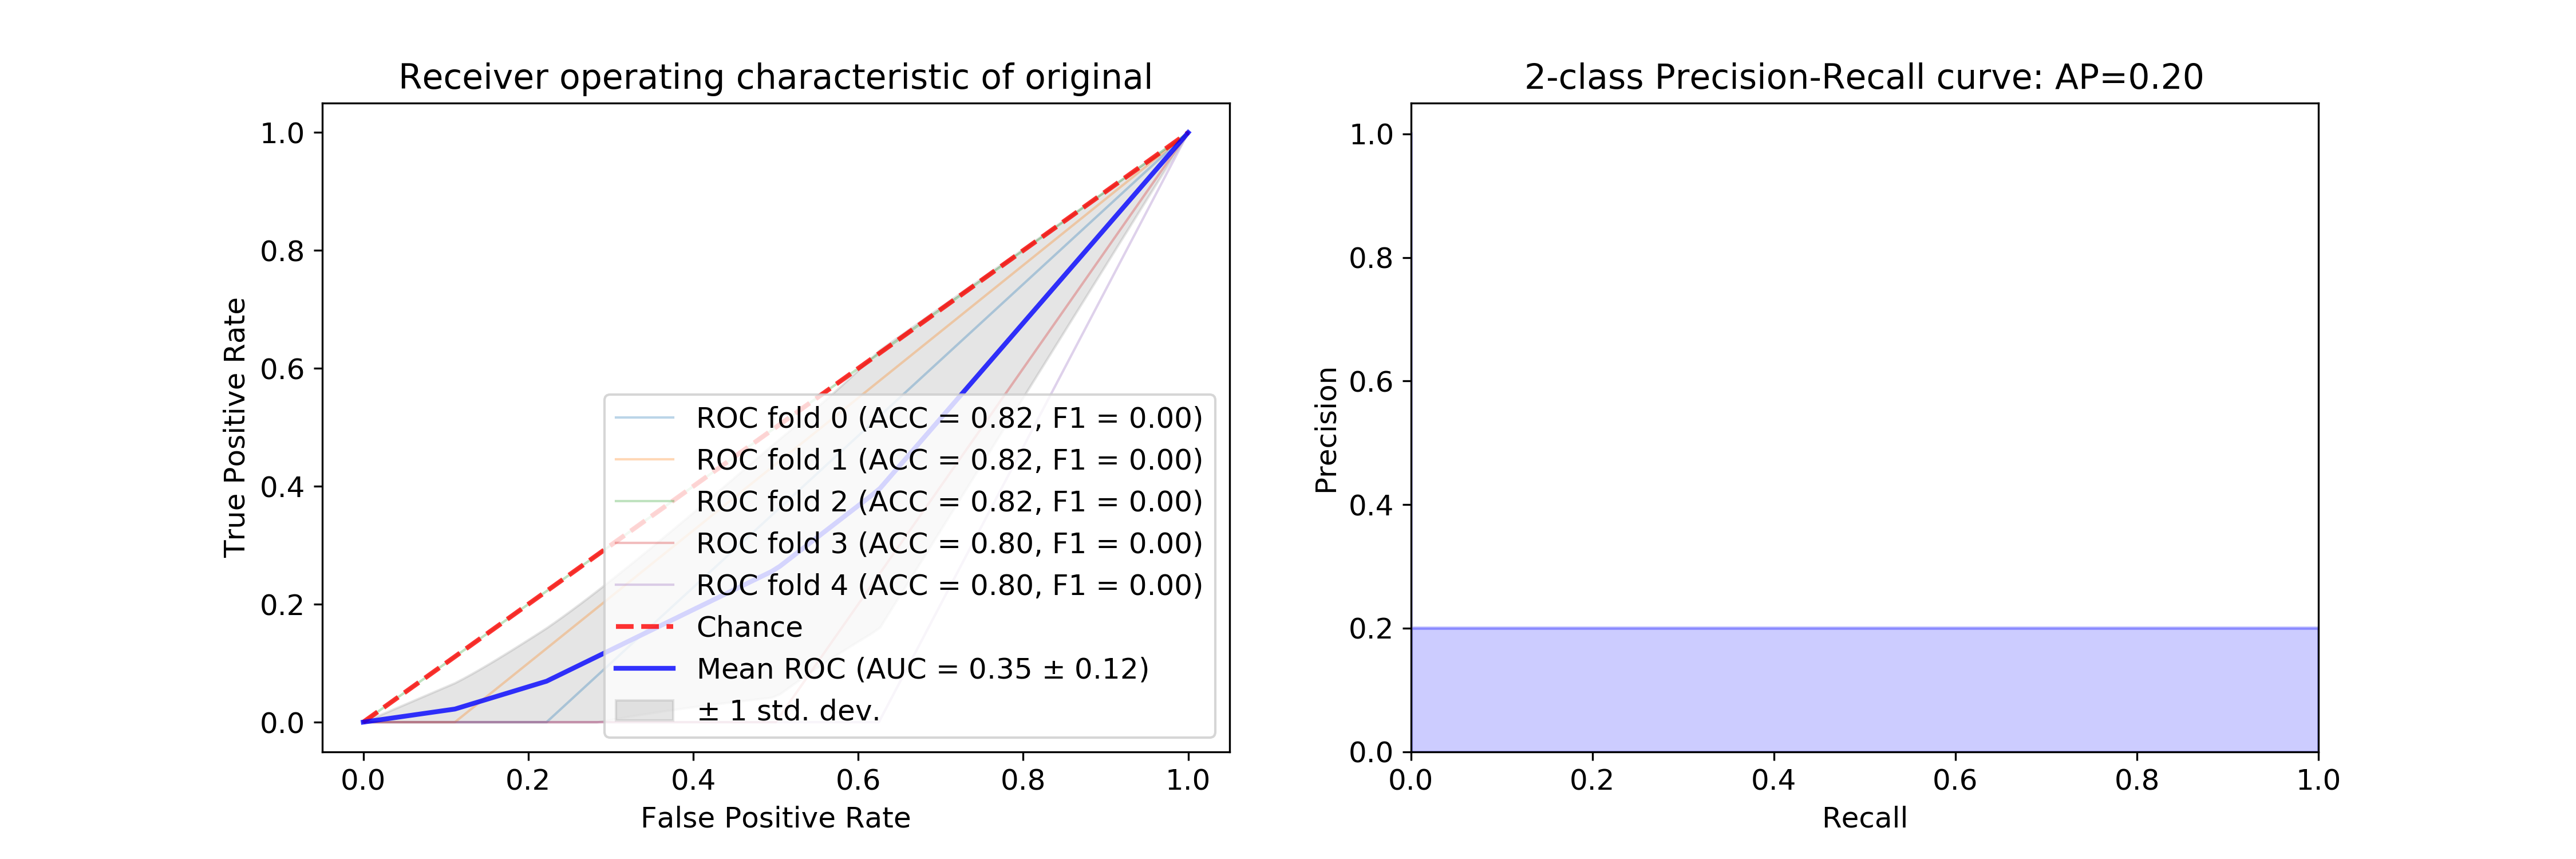 Receiver operating characteristic of original
1.0
0.8
0.6
0.4
0.2
0.0
True Positive Rate
ROC fold 0 (ACC = 0.82, F1 = 0.00)
ROC fold 1 (ACC = 0.82, F1 = 0.00)
ROC fold 2 (ACC = 0.82, F1 = 0.00)
ROC fold 3 (ACC = 0.80, F1 = 0.00)
ROC fold 4 (ACC = 0.80, F1 = 0.00)
Chance
Mean ROC (AUC = 0.35 ± 0.12)
± 1 std. dev.
0.0 0.2 0.4 0.6 0.8 1.0
False Positive Rate
2-class Precision-Recall curve: AP=0.20
1.0
0.8
0.6
0.4
0.2
0.0
Precision
0.0 0.2 0.4 0.6 0.8 1.0
Recall